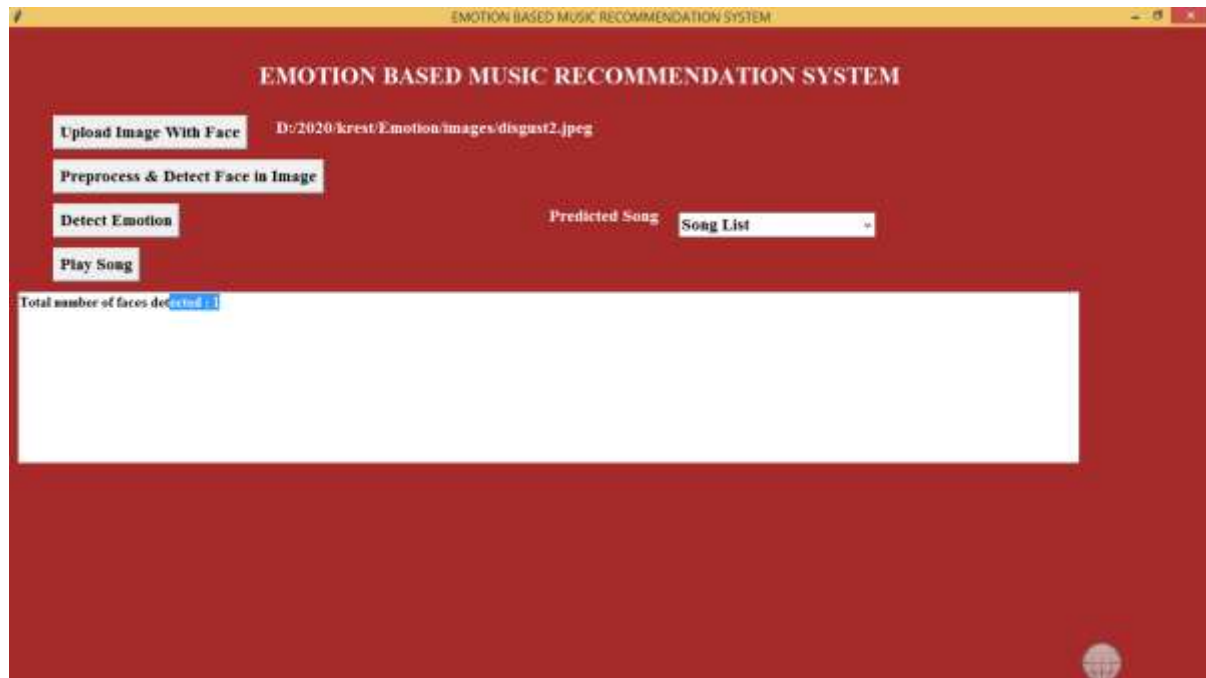 EMOTION BASED MUSIC RECOMMENDATION SYSTEM
EMOTION BASED MUSIC RECOMMENDATION SYSTEM
Upload Image With Face D:/2020/krest/Emotion/images/disgust2.jpeg
Preprocess & Detect Face in Image
Detect Emotion Predicted Song Song List
Play Song
Total number of faces detected : 1